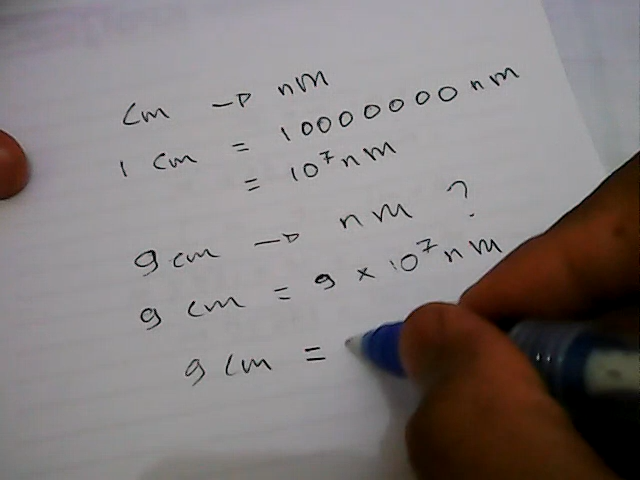 cm → nm
1 cm = 10000000 nm
= 10⁷ nm
9 cm → nm ?
9 cm = 9 × 10⁷ nm
9 cm =